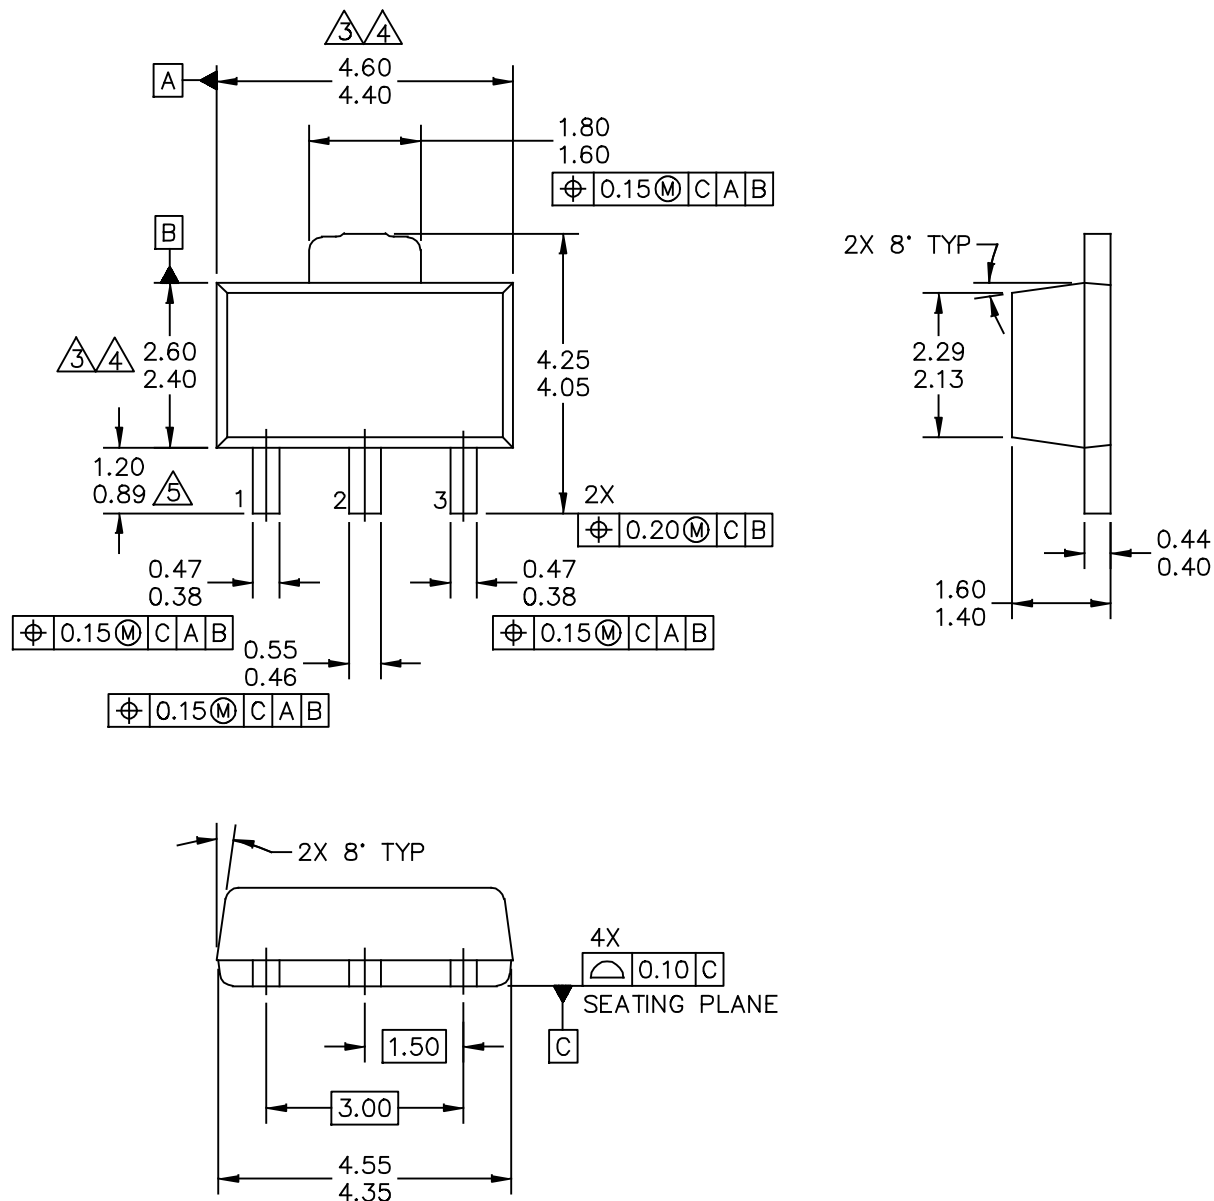 3 4
4.60
4.40
A
1.80
1.60
⌖ 0.15 Ⓜ C A B
B
2X 8° TYP
3 4
2.60
2.40
4.25
4.05
2.29
2.13
1.20
0.89 5
1 2 3
2X
⌖ 0.20 Ⓜ C B
0.47
0.38
⌖ 0.15 Ⓜ C A B
0.47
0.38
⌖ 0.15 Ⓜ C A B
0.55
0.46
⌖ 0.15 Ⓜ C A B
0.44
0.40
1.60
1.40
2X 8° TYP
4X
⌓ 0.10 C
SEATING PLANE
C
1.50
3.00
4.55
4.35